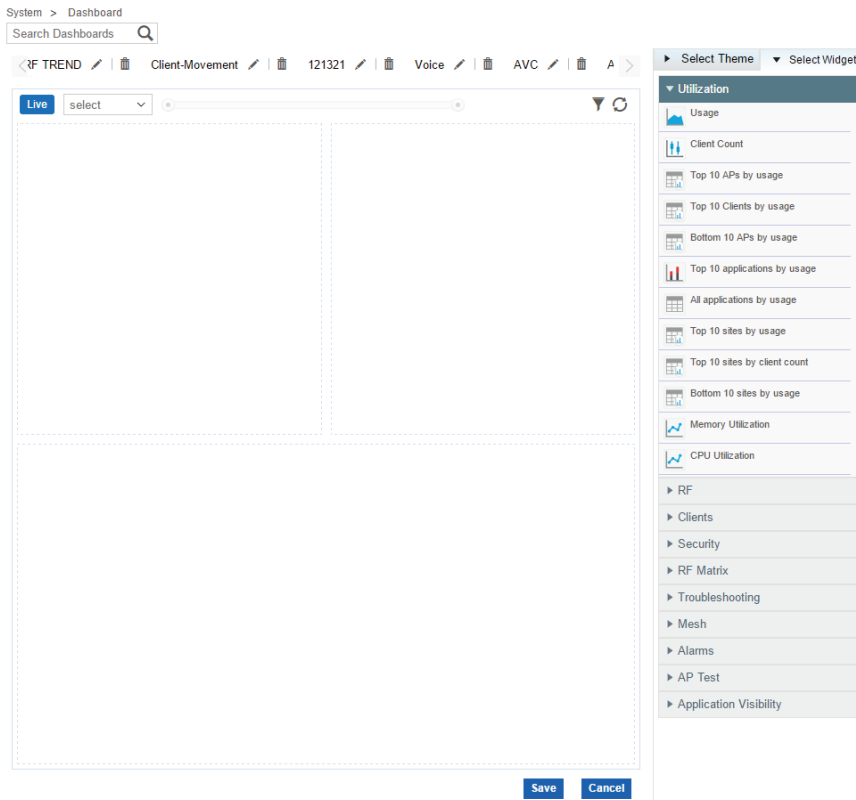 System > Dashboard
Search Dashboards
RF TREND Client-Movement 121321 Voice AVC
Select Theme Select Widget
Live select
Utilization
Usage
Client Count
Top 10 APs by usage
Top 10 Clients by usage
Bottom 10 APs by usage
Top 10 applications by usage
All applications by usage
Top 10 sites by usage
Top 10 sites by client count
Bottom 10 sites by usage
Memory Utilization
CPU Utilization
RF
Clients
Security
RF Matrix
Troubleshooting
Mesh
Alarms
AP Test
Application Visibility
Save Cancel